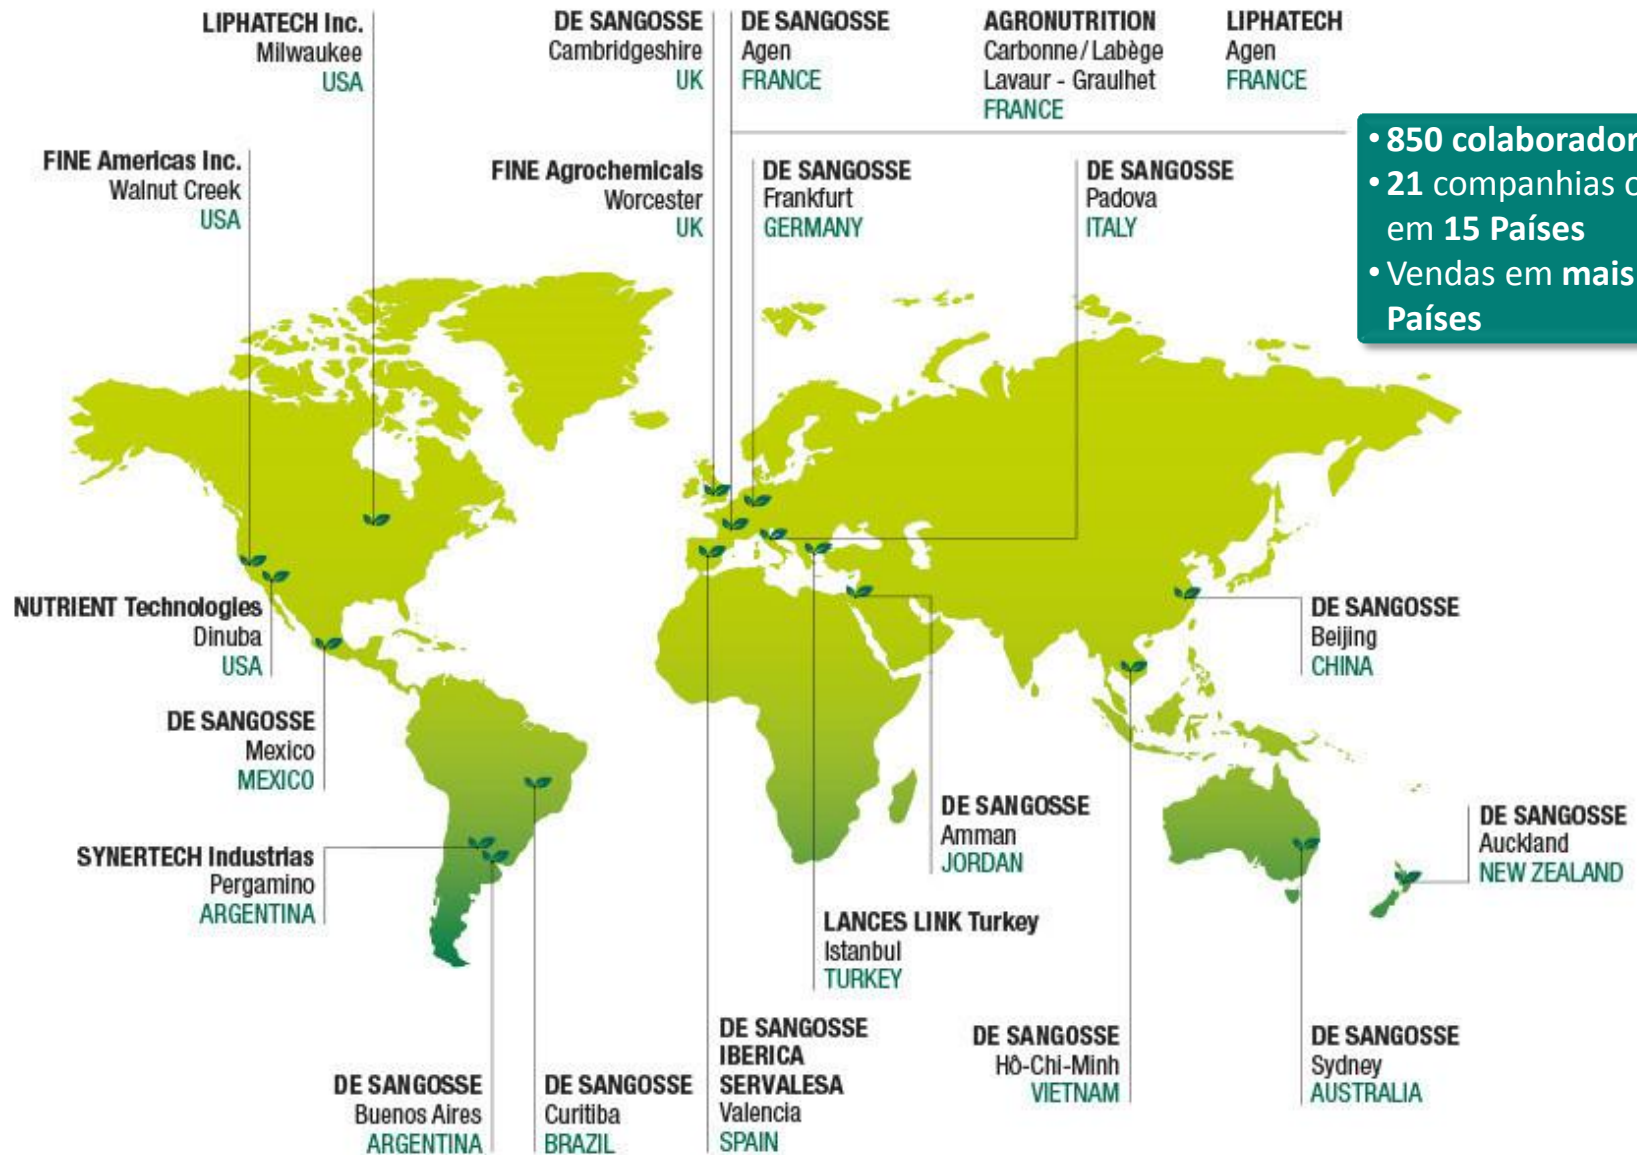 LIPHATECH Inc.
Milwaukee
USA
DE SANGOSSE
Cambridgeshire
UK
DE SANGOSSE
Agen
FRANCE
AGRONUTRITION
Carbonne / Labège
Lavaur - Graulhet
FRANCE
LIPHATECH
Agen
FRANCE
• 850 colaborador
• 21 companhias
em 15 Países
• Vendas em mais
Países
FINE Americas Inc.
Walnut Creek
USA
FINE Agrochemicals
Worcester
UK
DE SANGOSSE
Frankfurt
GERMANY
DE SANGOSSE
Padova
ITALY
NUTRIENT Technologies
Dinuba
USA
DE SANGOSSE
Beijing
CHINA
DE SANGOSSE
Mexico
MEXICO
SYNERTECH Industrias
Pergamino
ARGENTINA
DE SANGOSSE
Amman
JORDAN
DE SANGOSSE
Auckland
NEW ZEALAND
LANCES LINK Turkey
Istanbul
TURKEY
DE SANGOSSE
Buenos Aires
ARGENTINA
DE SANGOSSE
Curitiba
BRAZIL
DE SANGOSSE
IBERICA
SERVALESA
Valencia
SPAIN
DE SANGOSSE
Hô-Chi-Minh
VIETNAM
DE SANGOSSE
Sydney
AUSTRALIA